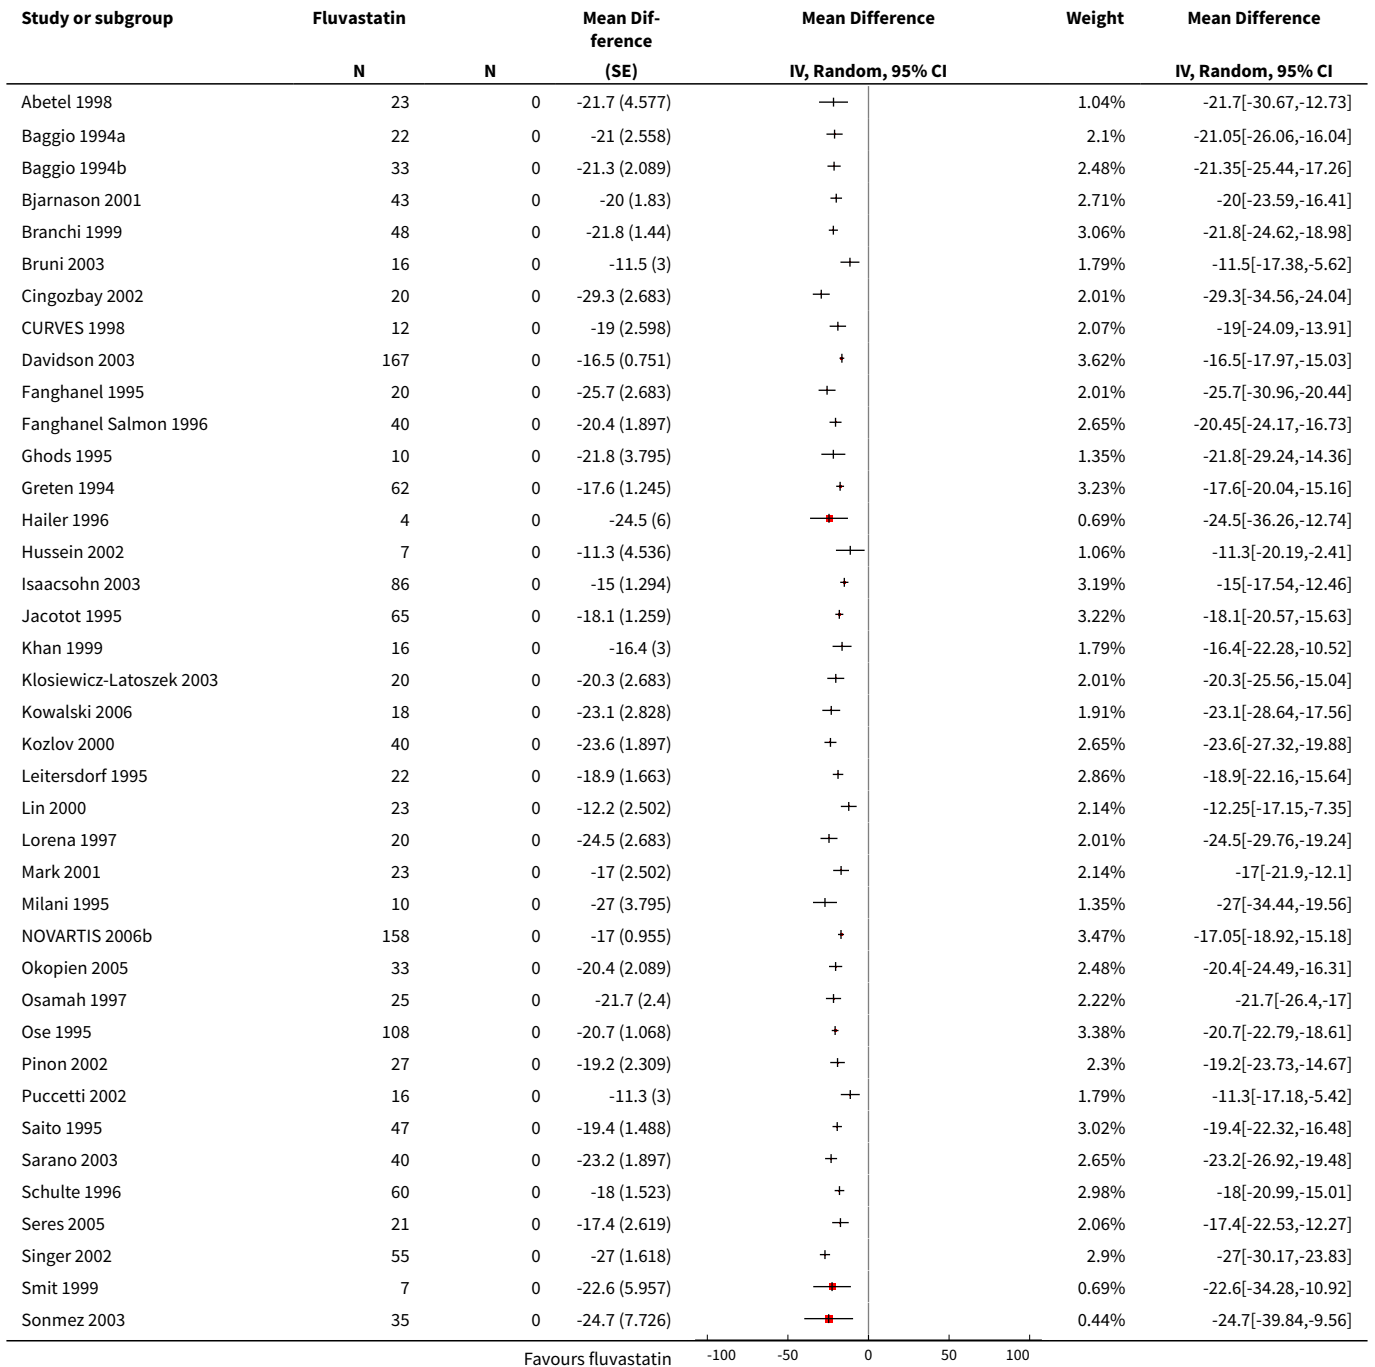 Study or subgroup Fluvastatin Mean Dif- Mean Difference Weight Mean Difference
ference
N N (SE) IV, Random, 95% CI IV, Random, 95% CI
Abetel 1998 23 0 -21.7 (4.577) 1.04% -21.7[-30.67,-12.73]
Baggio 1994a 22 0 -21 (2.558) 2.1% -21.05[-26.06,-16.04]
Baggio 1994b 33 0 -21.3 (2.089) 2.48% -21.35[-25.44,-17.26]
Bjarnason 2001 43 0 -20 (1.83) 2.71% -20[-23.59,-16.41]
Branchi 1999 48 0 -21.8 (1.44) 3.06% -21.8[-24.62,-18.98]
Bruni 2003 16 0 -11.5 (3) 1.79% -11.5[-17.38,-5.62]
Cingozbay 2002 20 0 -29.3 (2.683) 2.01% -29.3[-34.56,-24.04]
CURVES 1998 12 0 -19 (2.598) 2.07% -19[-24.09,-13.91]
Davidson 2003 167 0 -16.5 (0.751) 3.62% -16.5[-17.97,-15.03]
Fanghanel 1995 20 0 -25.7 (2.683) 2.01% -25.7[-30.96,-20.44]
Fanghanel Salmon 1996 40 0 -20.4 (1.897) 2.65% -20.45[-24.17,-16.73]
Ghods 1995 10 0 -21.8 (3.795) 1.35% -21.8[-29.24,-14.36]
Greten 1994 62 0 -17.6 (1.245) 3.23% -17.6[-20.04,-15.16]
Hailer 1996 4 0 -24.5 (6) 0.69% -24.5[-36.26,-12.74]
Hussein 2002 7 0 -11.3 (4.536) 1.06% -11.3[-20.19,-2.41]
Isaacsohn 2003 86 0 -15 (1.294) 3.19% -15[-17.54,-12.46]
Jacotot 1995 65 0 -18.1 (1.259) 3.22% -18.1[-20.57,-15.63]
Khan 1999 16 0 -16.4 (3) 1.79% -16.4[-22.28,-10.52]
Klosiewicz-Latoszek 2003 20 0 -20.3 (2.683) 2.01% -20.3[-25.56,-15.04]
Kowalski 2006 18 0 -23.1 (2.828) 1.91% -23.1[-28.64,-17.56]
Kozlov 2000 40 0 -23.6 (1.897) 2.65% -23.6[-27.32,-19.88]
Leitersdorf 1995 22 0 -18.9 (1.663) 2.86% -18.9[-22.16,-15.64]
Lin 2000 23 0 -12.2 (2.502) 2.14% -12.25[-17.15,-7.35]
Lorena 1997 20 0 -24.5 (2.683) 2.01% -24.5[-29.76,-19.24]
Mark 2001 23 0 -17 (2.502) 2.14% -17[-21.9,-12.1]
Milani 1995 10 0 -27 (3.795) 1.35% -27[-34.44,-19.56]
NOVARTIS 2006b 158 0 -17 (0.955) 3.47% -17.05[-18.92,-15.18]
Okopien 2005 33 0 -20.4 (2.089) 2.48% -20.4[-24.49,-16.31]
Osamah 1997 25 0 -21.7 (2.4) 2.22% -21.7[-26.4,-17]
Ose 1995 108 0 -20.7 (1.068) 3.38% -20.7[-22.79,-18.61]
Pinon 2002 27 0 -19.2 (2.309) 2.3% -19.2[-23.73,-14.67]
Puccetti 2002 16 0 -11.3 (3) 1.79% -11.3[-17.18,-5.42]
Saito 1995 47 0 -19.4 (1.488) 3.02% -19.4[-22.32,-16.48]
Sarano 2003 40 0 -23.2 (1.897) 2.65% -23.2[-26.92,-19.48]
Schulte 1996 60 0 -18 (1.523) 2.98% -18[-20.99,-15.01]
Seres 2005 21 0 -17.4 (2.619) 2.06% -17.4[-22.53,-12.27]
Singer 2002 55 0 -27 (1.618) 2.9% -27[-30.17,-23.83]
Smit 1999 7 0 -22.6 (5.957) 0.69% -22.6[-34.28,-10.92]
Sonmez 2003 35 0 -24.7 (7.726) 0.44% -24.7[-39.84,-9.56]
Favours fluvastatin -100 -50 0 50 100